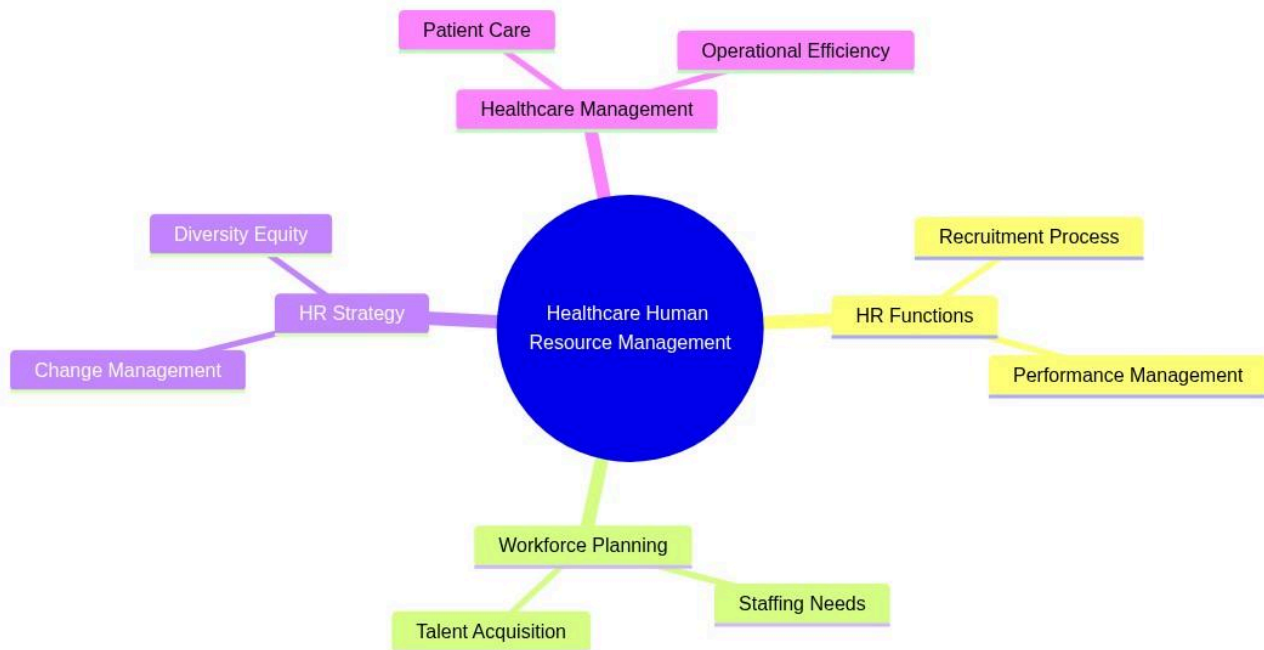 Patient Care
Operational Efficiency
Healthcare Management
Diversity Equity
Recruitment Process
HR Strategy
Healthcare Human
Resource Management
HR Functions
Change Management
Performance Management
Workforce Planning
Staffing Needs
Talent Acquisition